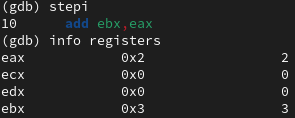 (gdb) stepi
10 add ebx,eax
(gdb) info registers
eax 0x2 2
ecx 0x0 0
edx 0x0 0
ebx 0x3 3